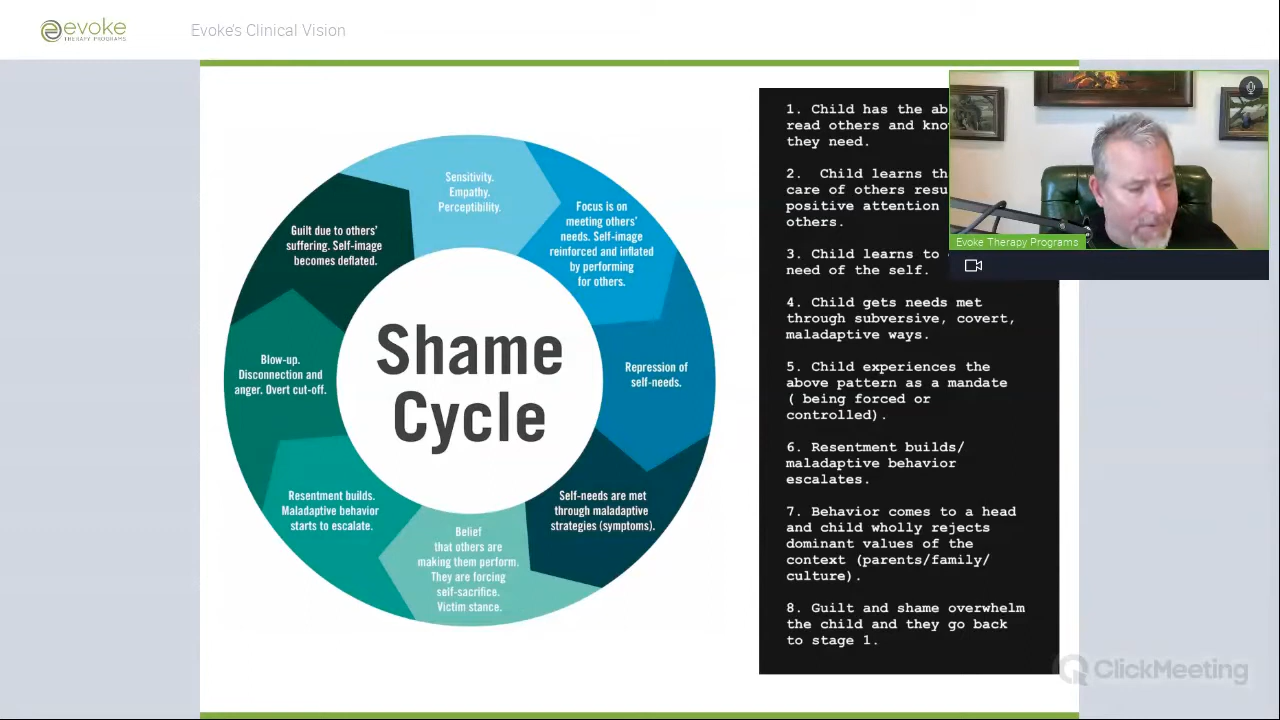 evoke
THERAPY PROGRAMS
Evoke's Clinical Vision
Sensitivity.
Empathy.
Perceptibility.
Focus is on
meeting others'
needs. Self-image
reinforced and inflated
by performing
for others.
Repression of
self-needs.
Self-needs are met
through maladaptive
strategies (symptoms).
Belief
that others are
making them perform.
They are forcing
self-sacrifice.
Victim stance.
Resentment builds.
Maladaptive behavior
starts to escalate.
Blow-up.
Disconnection and
anger. Overt cut-off.
Guilt due to others'
suffering. Self-image
becomes deflated.
Shame
Cycle
1. Child has the ab
read others and kno
they need.
2. Child learns th
care of others resu
positive attention
others.
3. Child learns to
need of the self.
4. Child gets needs met
through subversive, covert,
maladaptive ways.
5. Child experiences the
above pattern as a mandate
( being forced or
controlled).
6. Resentment builds/
maladaptive behavior
escalates.
7. Behavior comes to a head
and child wholly rejects
dominant values of the
context (parents/family/
culture).
8. Guilt and shame overwhelm
the child and they go back
to stage 1.
Evoke Therapy Programs
ClickMeeting